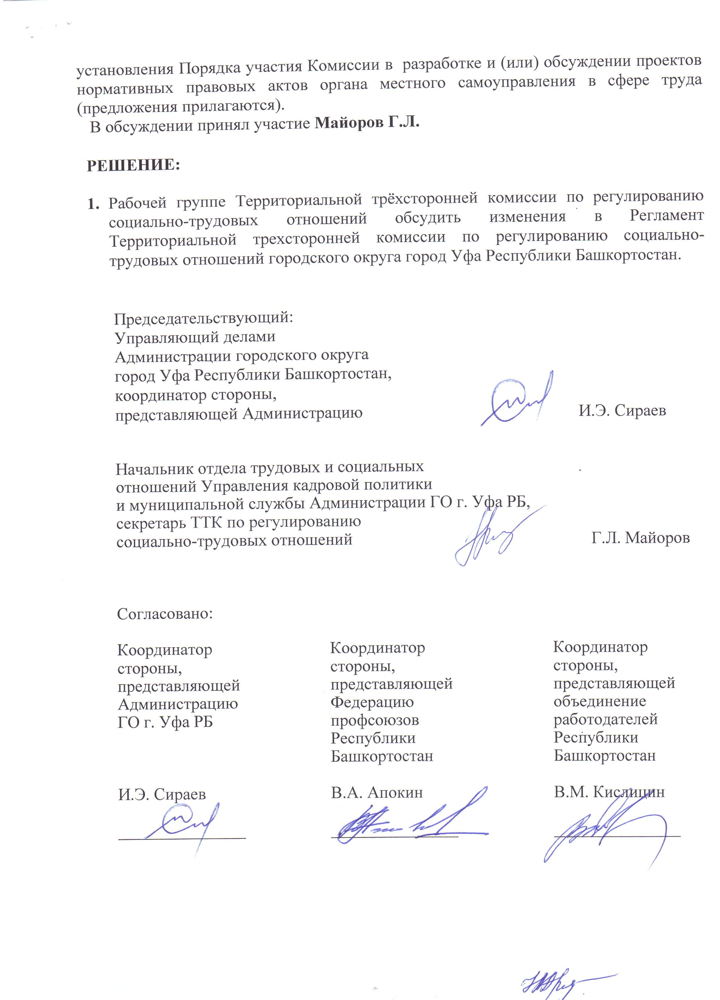 установления Порядка участия Комиссии в разработке и (или) обсуждении проектов
нормативных правовых актов органа местного самоуправления в сфере труда
(предложения прилагаются).
В обсуждении принял участие Майоров Г.Л.
РЕШЕНИЕ:
1. Рабочей группе Территориальной трёхсторонней комиссии по регулированию
социально-трудовых отношений обсудить изменения в Регламент
Территориальной трехсторонней комиссии по регулированию социально-
трудовых отношений городского округа город Уфа Республики Башкортостан.
Председательствующий:
Управляющий делами
Администрации городского округа
город Уфа Республики Башкортостан,
координатор стороны,
представляющей Администрацию И.Э. Сираев
Начальник отдела трудовых и социальных
отношений Управления кадровой политики
и муниципальной службы Администрации ГО г. Уфа РБ,
секретарь ТТК по регулированию
социально-трудовых отношений Г.Л. Майоров
Согласовано:
Координатор
стороны,
представляющей
Администрацию
ГО г. Уфа РБ
И.Э. Сираев
Координатор
стороны,
представляющей
Федерацию
профсоюзов
Республики
Башкортостан
В.А. Апокин
Координатор
стороны,
представляющей
объединение
работодателей
Республики
Башкортостан
В.М. Кислицин